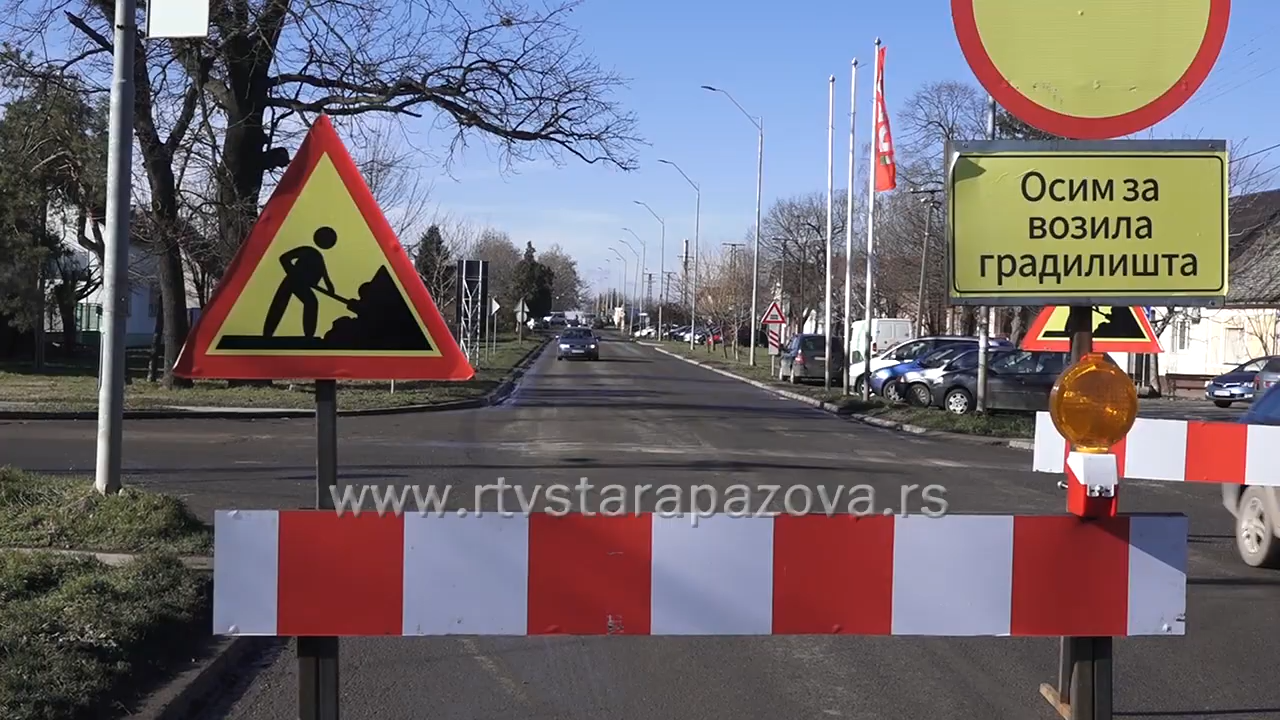 Осим за
возила
градилишта
www.rtvstarapazova.rs